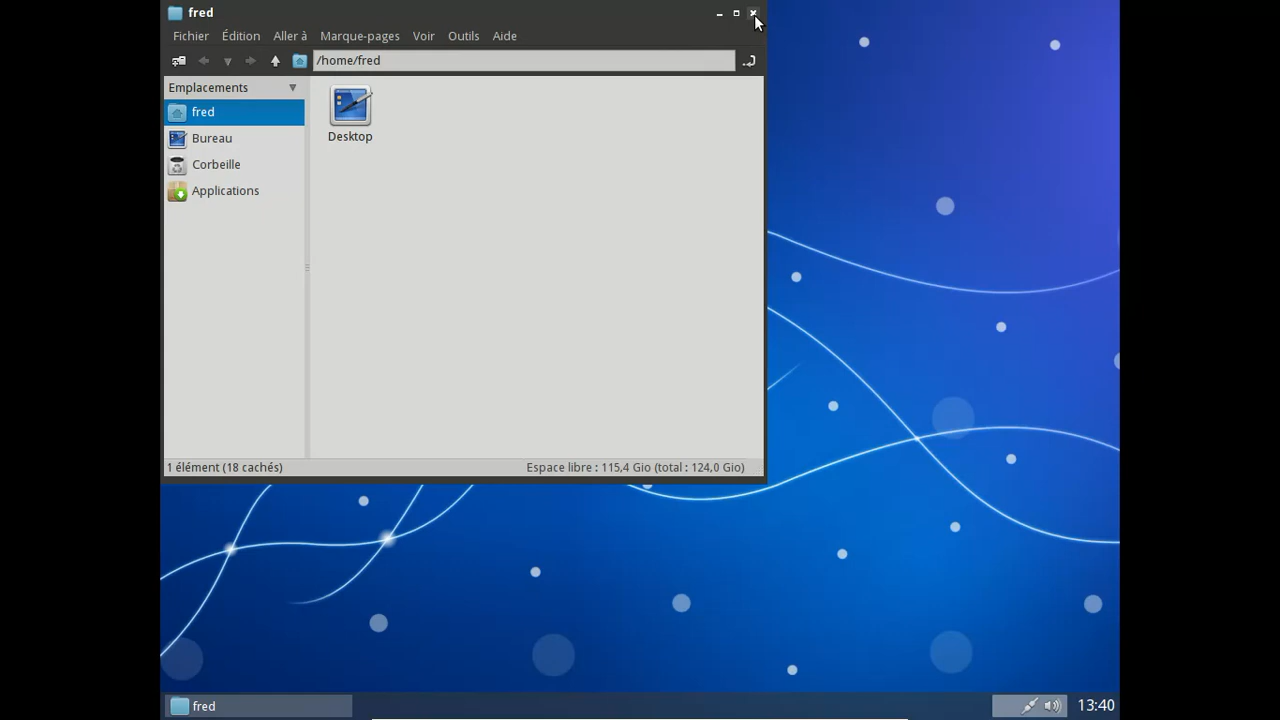 fred
Fichier Édition Aller à Marque-pages Voir Outils Aide
/home/fred
Emplacements
fred
Bureau
Corbeille
Applications
Desktop
1 élément (18 cachés) Espace libre : 115,4 Gio (total : 124,0 Gio)
fred 13:40